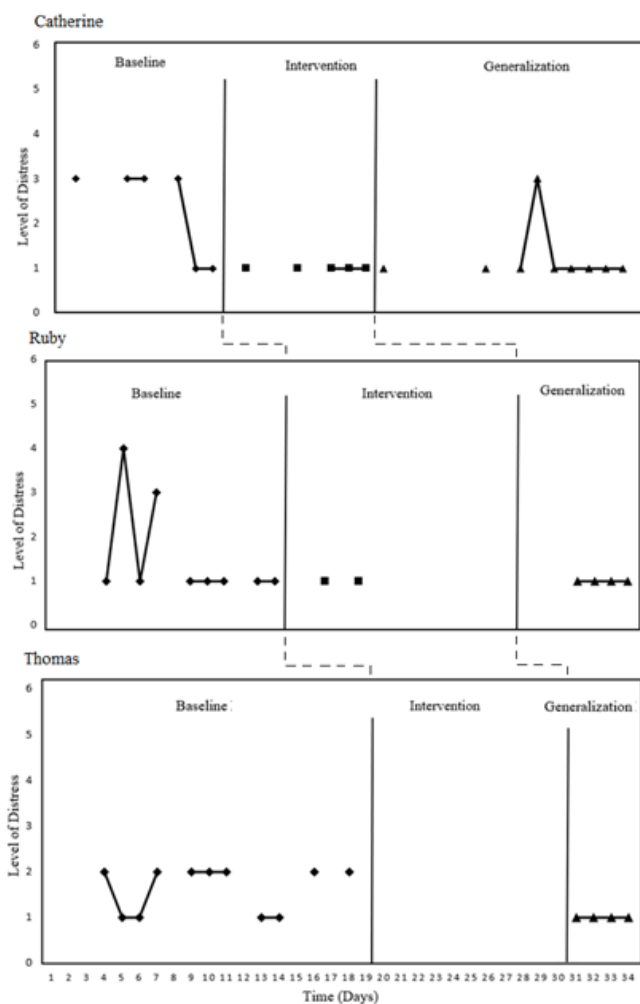 Catherine
6
Baseline
Intervention
Generalization
5
4
Level of Distress
3
2
1
0
Ruby
6
Baseline
Intervention
Generalization
5
4
Level of Distress
3
2
1
0
Thomas
6
Baseline
Intervention
Generalization
5
4
Level of Distress
3
2
1
0
1 2 3 4 5 6 7 8 9 10 11 12 13 14 15 16 17 18 19 20 21 22 23 24 25 26 27 28 29 30 31 32 33 34
Time (Days)